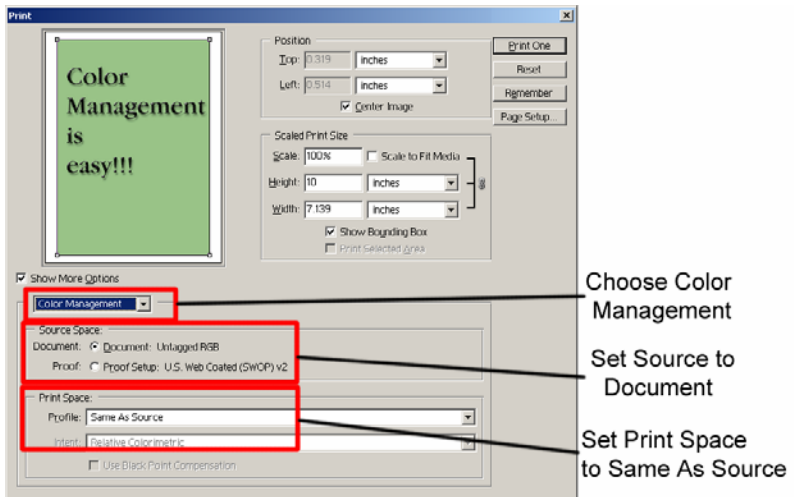 Print
Color
Management
is
easy!!!
Position
Top: 0.319 inches
Left: 0.514 inches
Center Image
Print One
Reset
Remember
Page Setup...
Scaled Print Size
Scale: 100% Scale to Fit Media
Height: 10 inches
Width: 7.139 inches
Show Bounding Box
Print Selected Area
Show More Options
Color Management
Source Space:
Document: Document: Untagged RGB
Proof: Proof Setup: U.S. Web Coated (SWOP) v2
Print Space:
Profile: Same As Source
Intent: Relative Colorimetric
Use Black Point Compensation
Choose Color
Management
Set Source to
Document
Set Print Space
to Same As Source